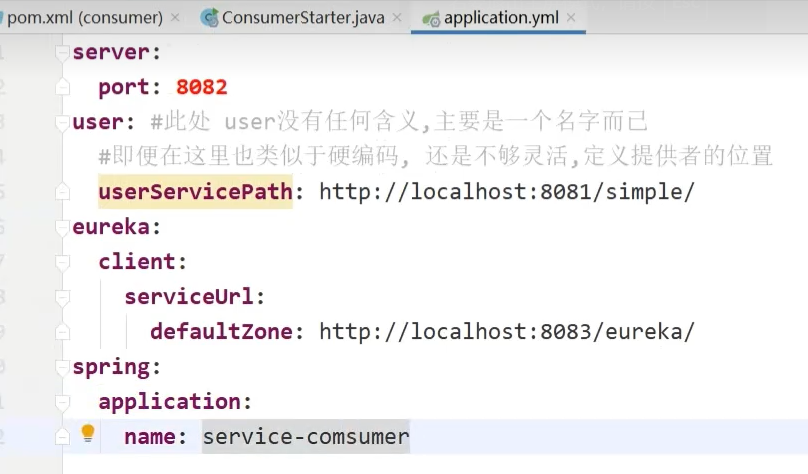 pom.xml (consumer) × ConsumerStarter.java × application.yml ×
server:
port: 8082
user: #此处 user没有任何含义,主要是一个名字而已
#即便在这里也类似于硬编码, 还是不够灵活,定义提供者的位置
userServicePath: http://localhost:8081/simple/
eureka:
client:
serviceUrl:
defaultZone: http://localhost:8083/eureka/
spring:
application:
name: service-comsumer